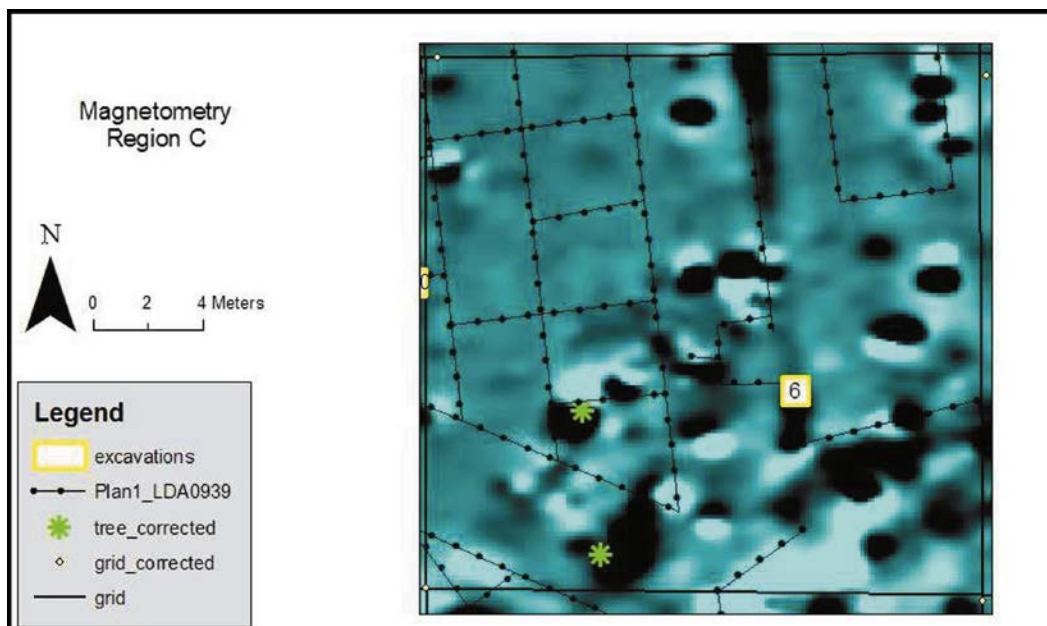 Magnetometry
Region C
N
0 2 4 Meters
Legend
excavations
Plan1_LDA0939
tree_corrected
grid_corrected
grid
6